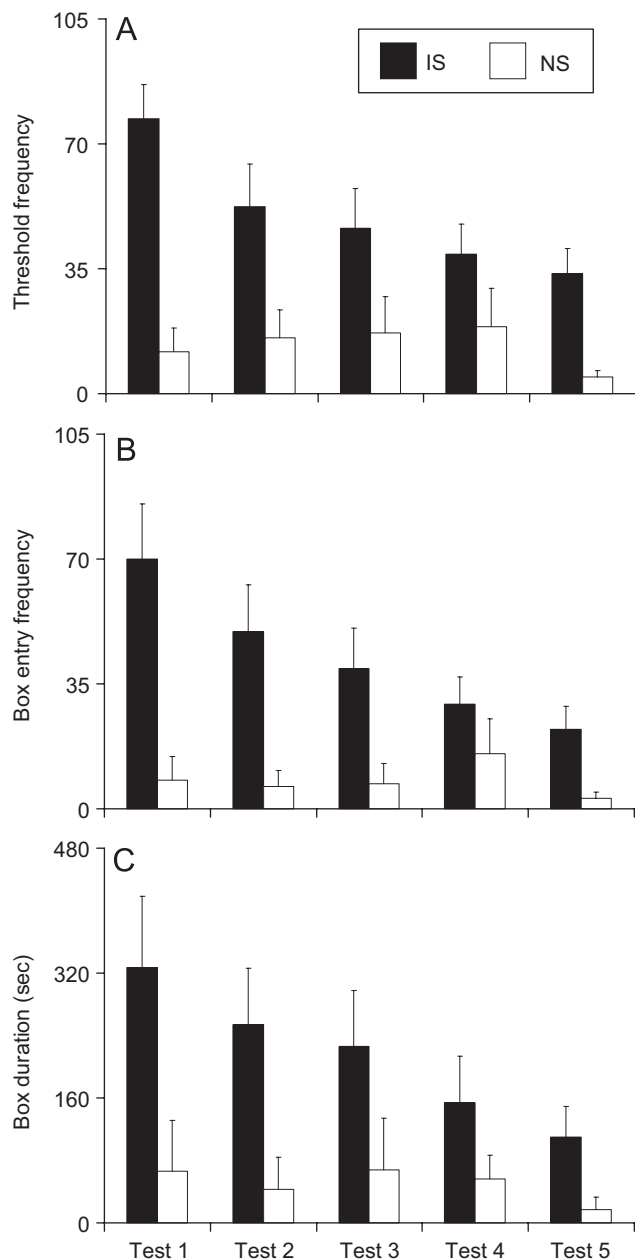 A
IS NS
105
70
35
0
Threshold frequency
B
105
70
35
0
Box entry frequency
C
480
320
160
0
Box duration (sec)
Test 1 Test 2 Test 3 Test 4 Test 5